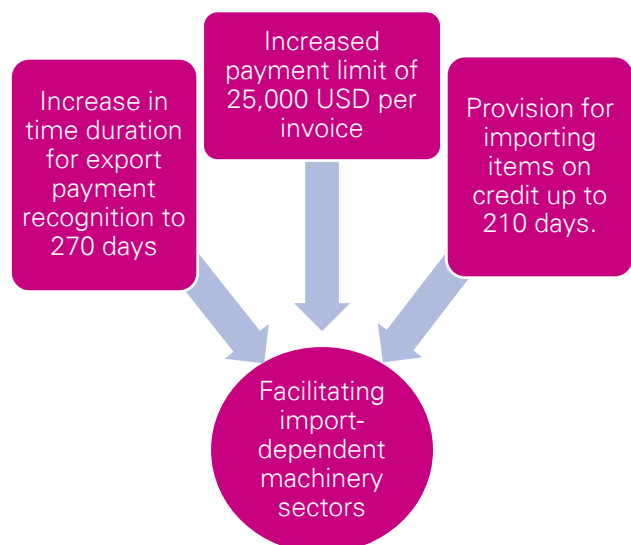 Increase in
time duration
for export
payment
recognition to
270 days
Increased
payment limit of
25,000 USD per
invoice
Provision for
importing
items on
credit up to
210 days.
Facilitating
import-
dependent
machinery
sectors